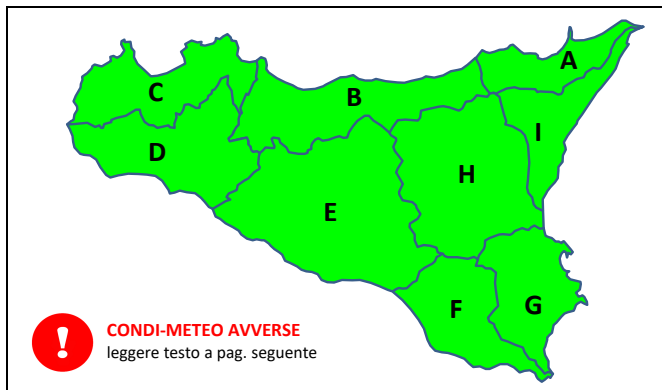 A
B
C
I
D
H
E
F
G
!
CONDI-METEO AVVERSE
leggere testo a pag. seguente